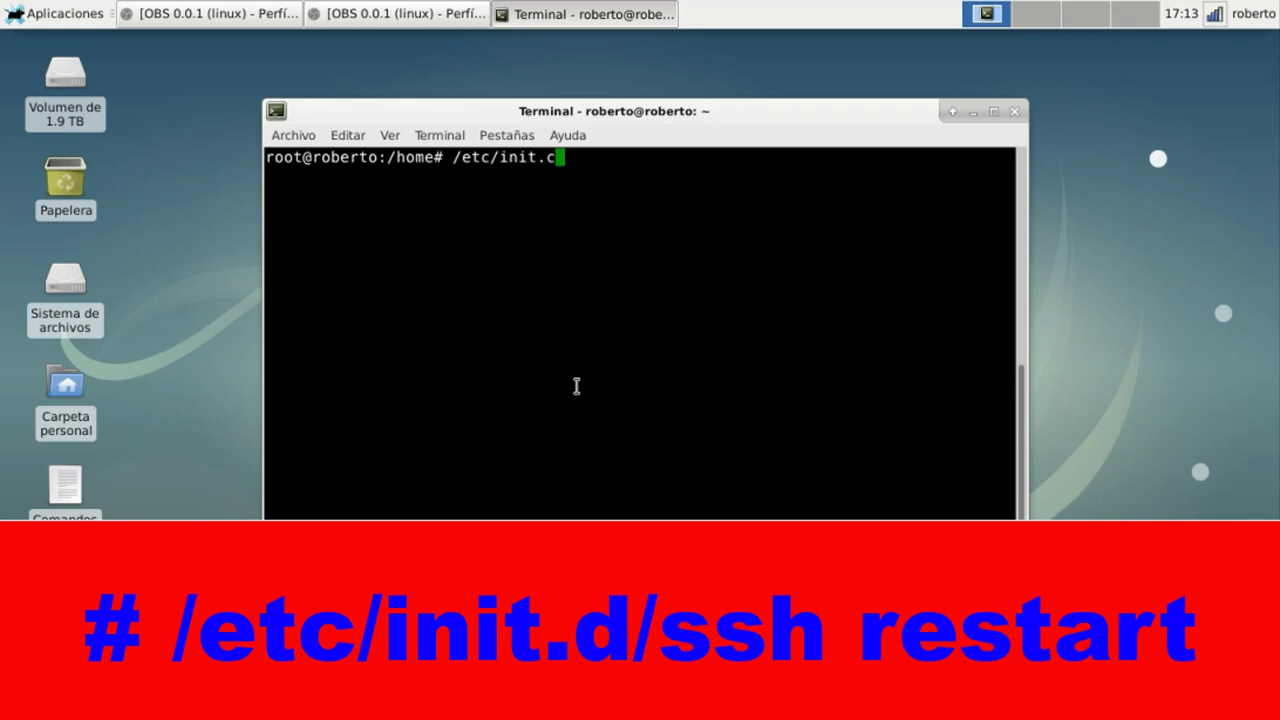 Aplicaciones
[OBS 0.0.1 (linux) - Perfí...
[OBS 0.0.1 (linux) - Perfí...
Terminal - roberto@robe...
17:13
roberto
Volumen de
1.9 TB
Papelera
Sistema de
archivos
Carpeta
personal
Comandos
Terminal - roberto@roberto: ~
Archivo Editar Ver Terminal Pestañas Ayuda
root@roberto:/home# /etc/init.c
# /etc/init.d/ssh restart